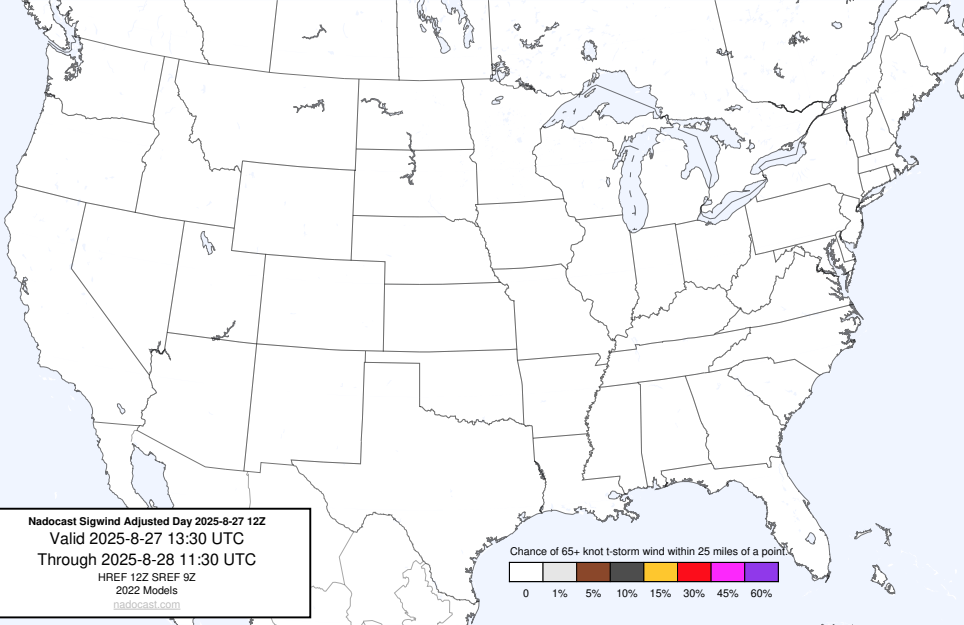 Nadocast Sigwind Adjusted Day 2025-8-27 12Z
Valid 2025-8-27 13:30 UTC
Through 2025-8-28 11:30 UTC
HREF 12Z SREF 9Z
2022 Models
nadocast.com
Chance of 65+ knot t-storm wind within 25 miles of a point.
0 1% 5% 10% 15% 30% 45% 60%